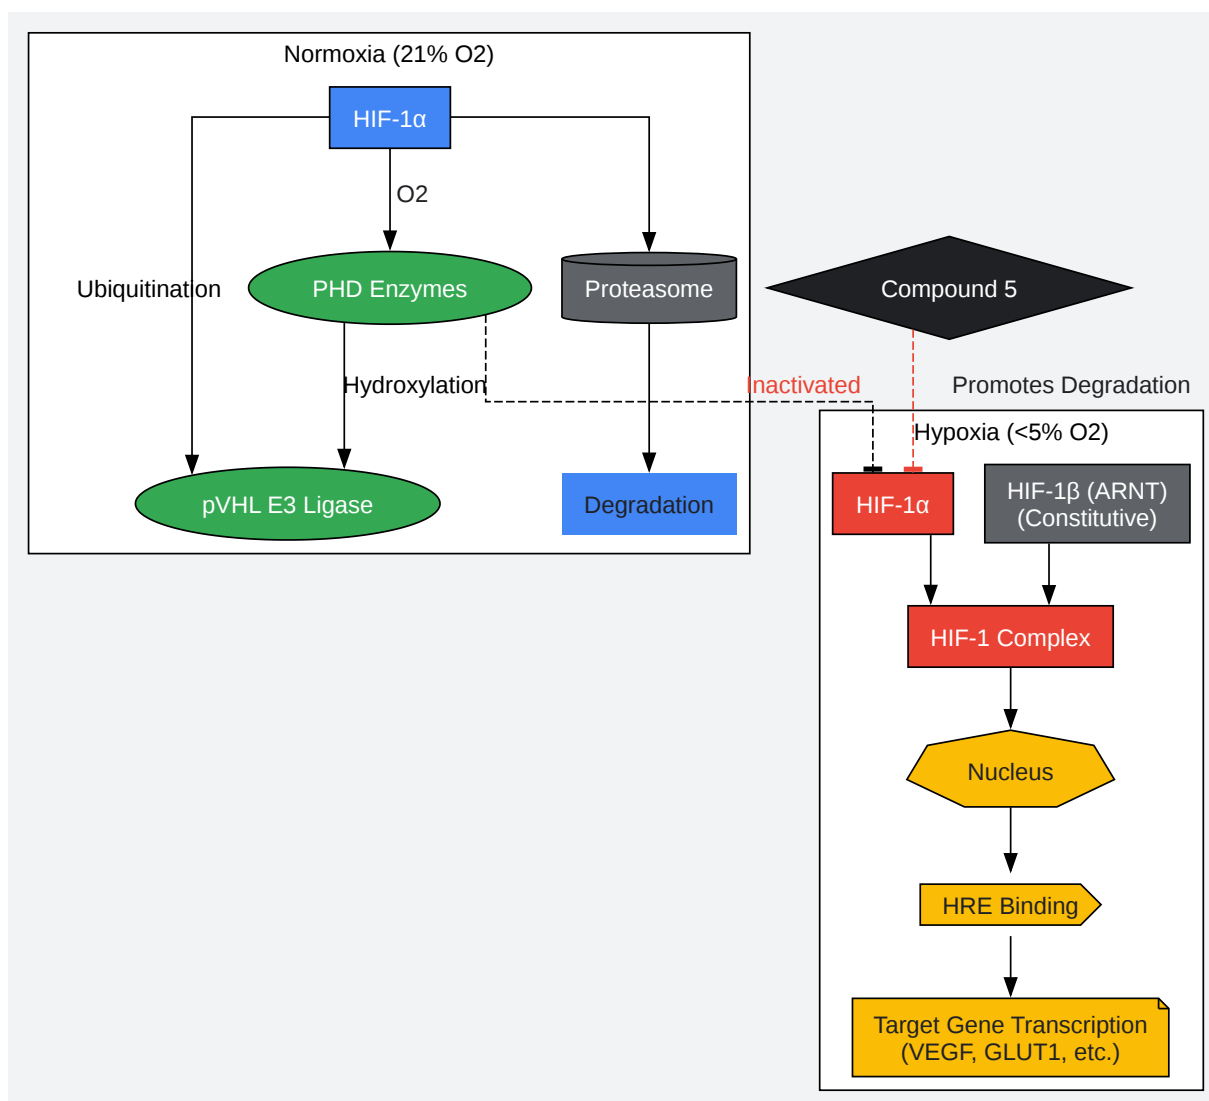 Normoxia (21% O2)
HIF-1α
O2
Ubiquitination
PHD Enzymes
Proteasome
Compound 5
Hydroxylation
Inactivated
Promotes Degradation
Hypoxia (<5% O2)
pVHL E3 Ligase
Degradation
HIF-1α
HIF-1β (ARNT)
(Constitutive)
HIF-1 Complex
Nucleus
HRE Binding
Target Gene Transcription
(VEGF, GLUT1, etc.)